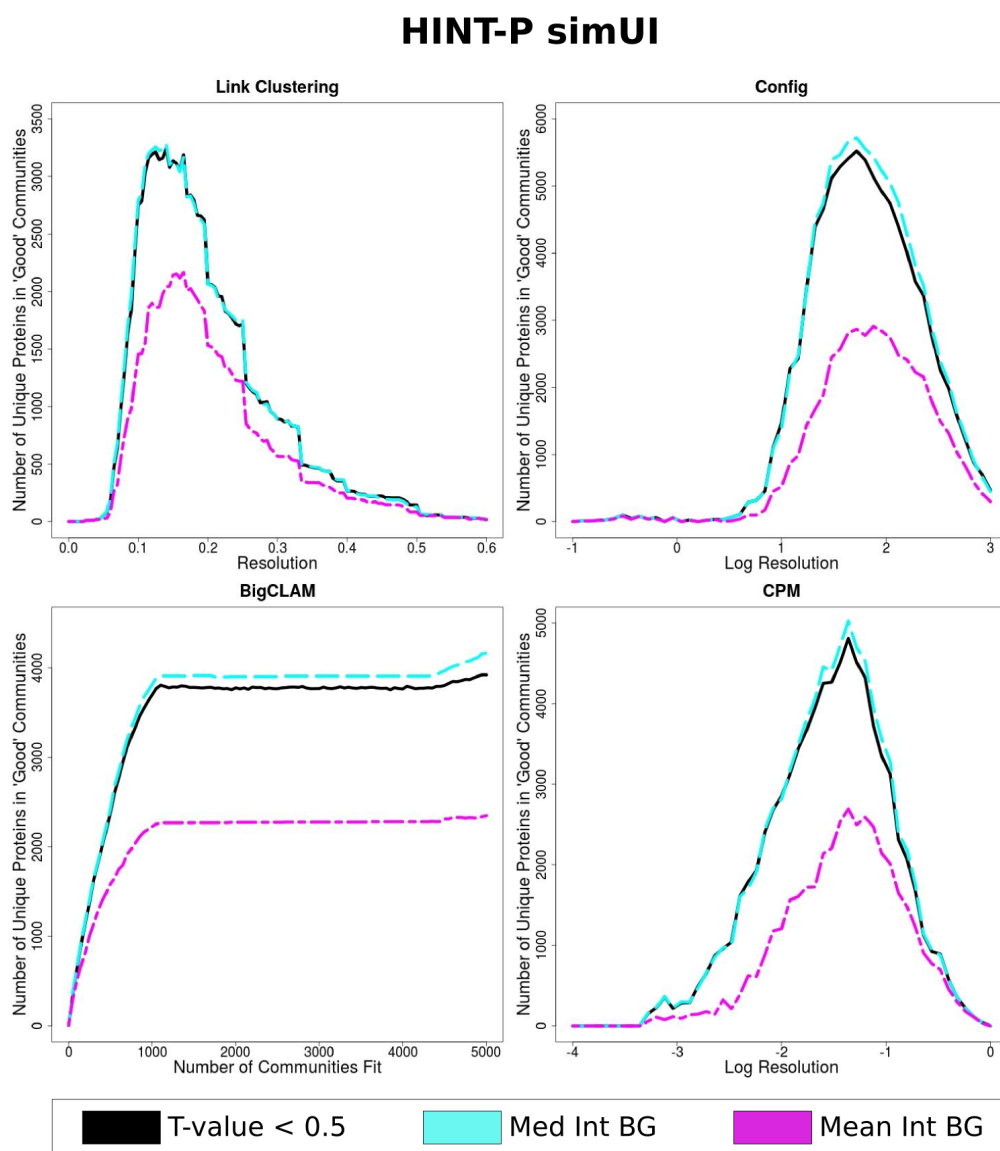 HINT-P simUI
Link Clustering
Number of Unique Proteins in 'Good' Communities
0 500 1000 1500 2000 2500 3000 3500
0.0 0.1 0.2 0.3 0.4 0.5 0.6
Resolution
Config
Number of Unique Proteins in 'Good' Communities
0 1000 2000 3000 4000 5000 6000
-1 0 1 2 3
Log Resolution
BigCLAM
Number of Unique Proteins in 'Good' Communities
0 1000 2000 3000 4000
0 1000 2000 3000 4000 5000
Number of Communities Fit
CPM
Number of Unique Proteins in 'Good' Communities
0 1000 2000 3000 4000 5000
-4 -3 -2 -1 0
Log Resolution
T-value < 0.5 Med Int BG Mean Int BG